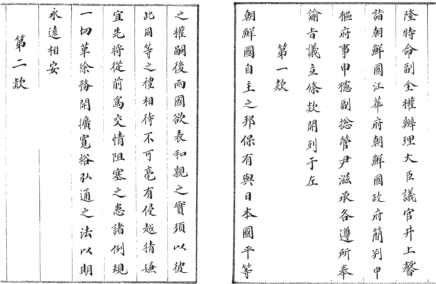 隆特命副全權辦理大臣議官井上馨
詣朝鮮國江華府朝鮮國政府簡判中
樞府事申櫶副捴管尹滋承各遵所奉
諭旨議立條款開列于左
第一款
朝鮮國自主之邦保有與日本國平等
之權嗣後兩國欲表和親之實須以彼
此同等之禮相待不可毫有侵越猜嫌
宜先將從前為交情阻塞之患諸例規
一切革除務開擴寬裕弘通之法以期
永遠相安
第二款